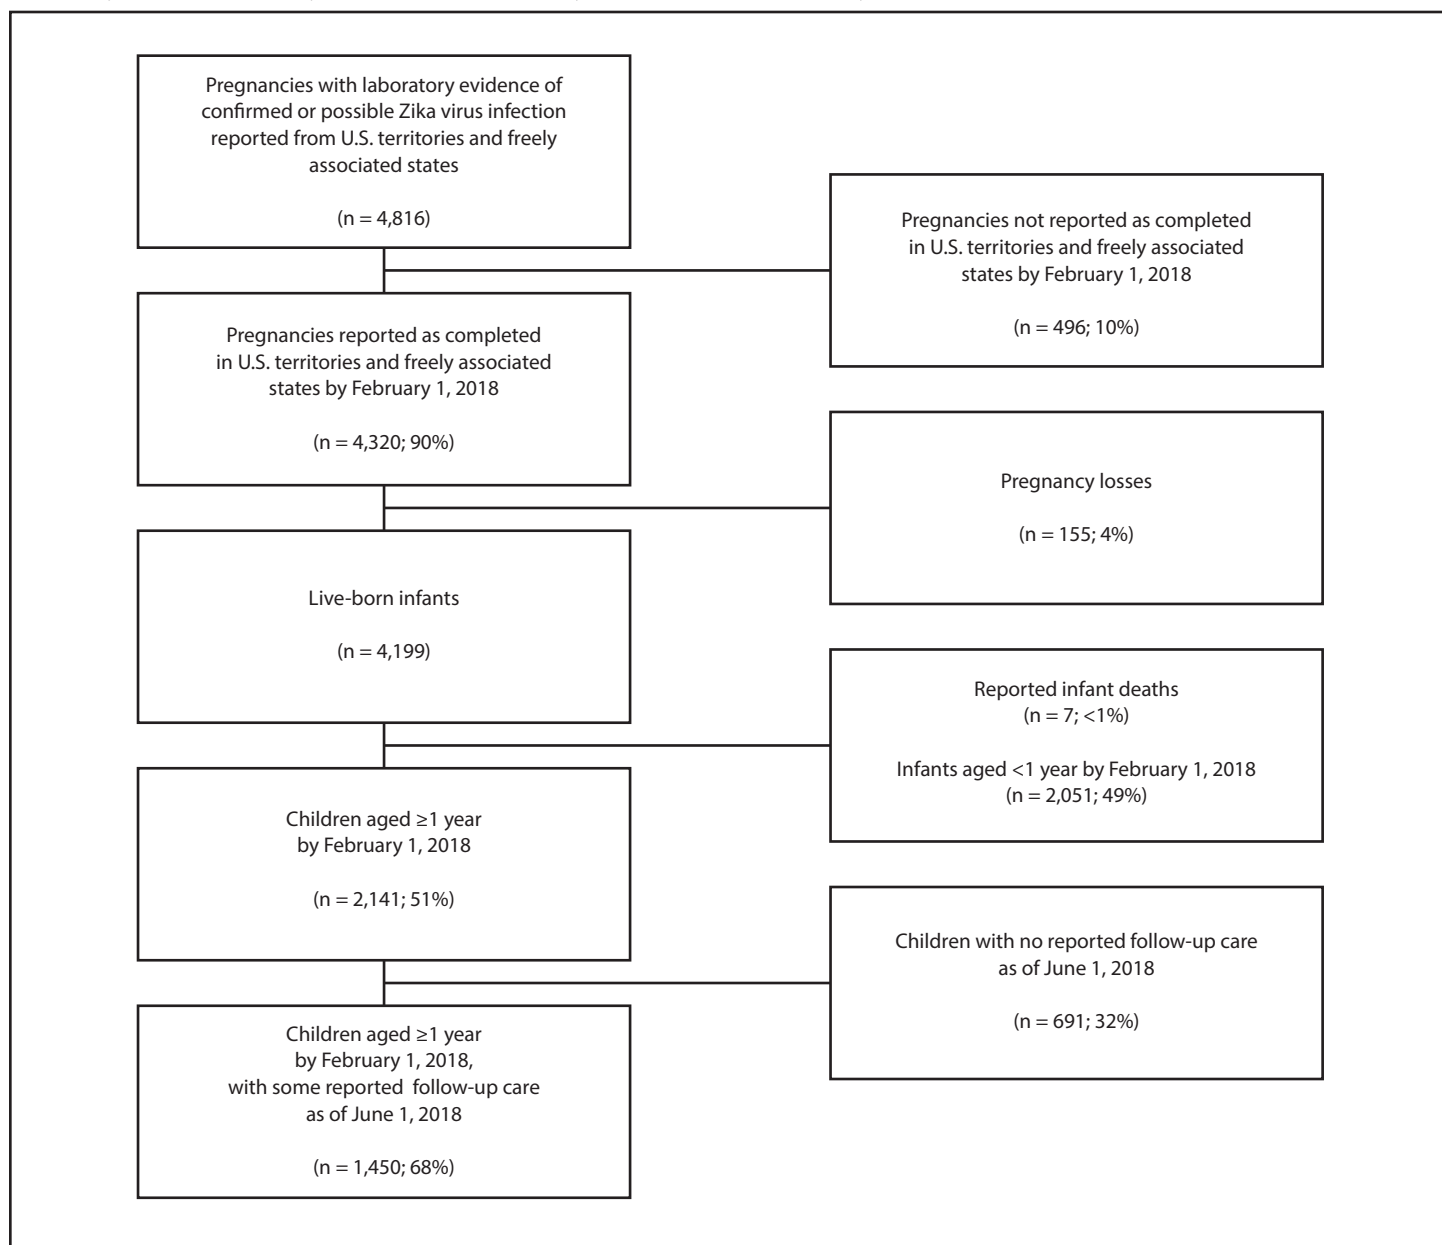 Pregnancies with laboratory evidence of
confirmed or possible Zika virus infection
reported from U.S. territories and freely
associated states
(n = 4,816)
Pregnancies not reported as completed
in U.S. territories and freely associated
states by February 1, 2018
(n = 496; 10%)
Pregnancies reported as completed
in U.S. territories and freely associated
states by February 1, 2018
(n = 4,320; 90%)
Pregnancy losses
(n = 155; 4%)
Live-born infants
(n = 4,199)
Reported infant deaths
(n = 7; <1%)
Infants aged <1 year by February 1, 2018
(n = 2,051; 49%)
Children aged ≥1 year
by February 1, 2018
(n = 2,141; 51%)
Children with no reported follow-up care
as of June 1, 2018
(n = 691; 32%)
Children aged ≥1 year
by February 1, 2018,
with some reported follow-up care
as of June 1, 2018
(n = 1,450; 68%)